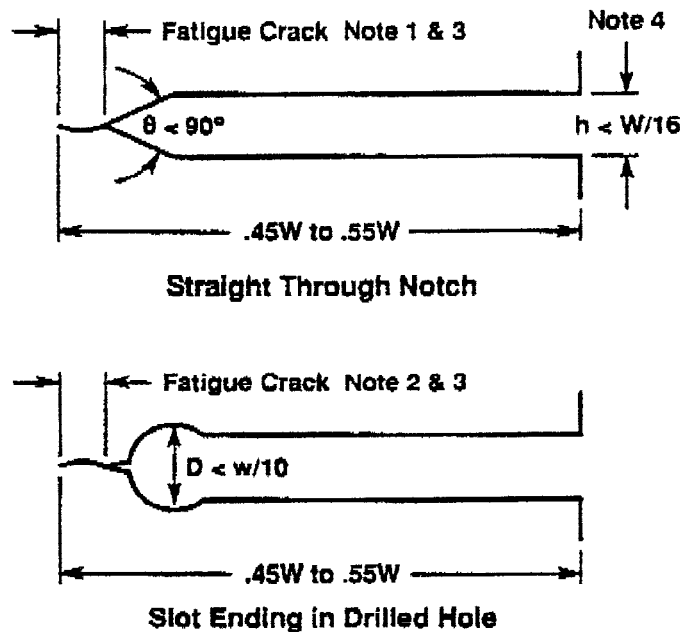 Fatigue Crack Note 1 & 3
Note 4
θ < 90°
h < W/16
.45W to .55W
Straight Through Notch
Fatigue Crack Note 2 & 3
D < w/10
.45W to .55W
Slot Ending in Drilled Hole